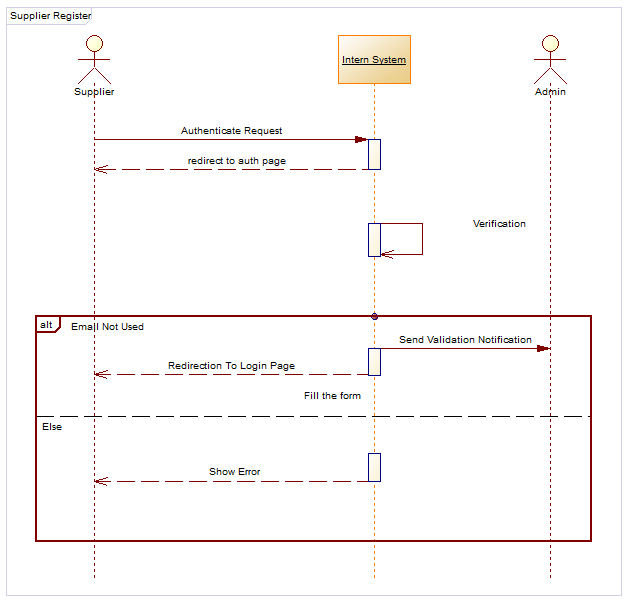 Supplier Register
Supplier
Intern System
Admin
Authenticate Request
redirect to auth page
Verification
alt
Email Not Used
Send Validation Notification
Redirection To Login Page
Fill the form
Else
Show Error